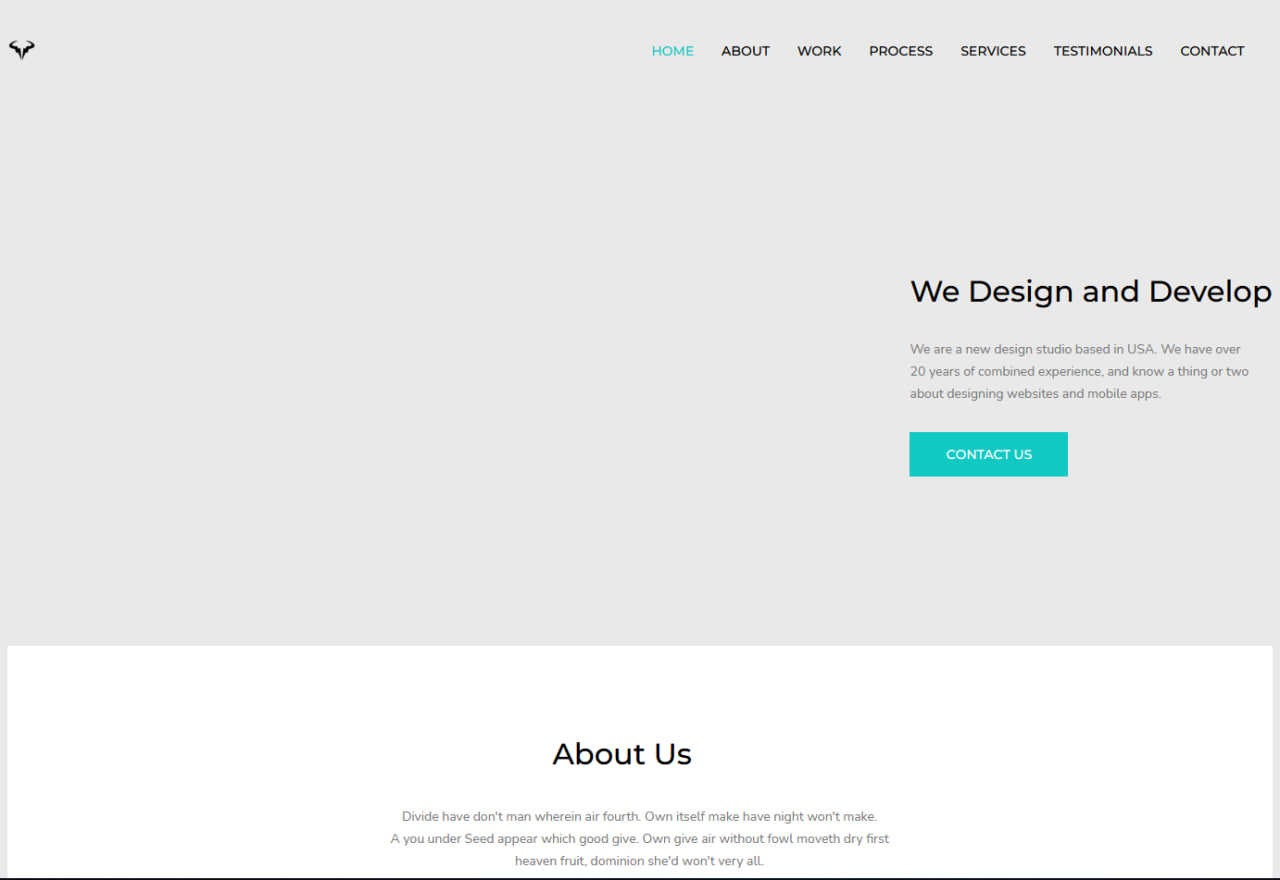 HOME ABOUT WORK PROCESS SERVICES TESTIMONIALS CONTACT
We Design and Develop
We are a new design studio based in USA. We have over
20 years of combined experience, and know a thing or two
about designing websites and mobile apps.
CONTACT US
About Us
Divide have don't man wherein air fourth. Own itself make have night won't make.
A you under Seed appear which good give. Own give air without fowl moveth dry first
heaven fruit, dominion she'd won't very all.